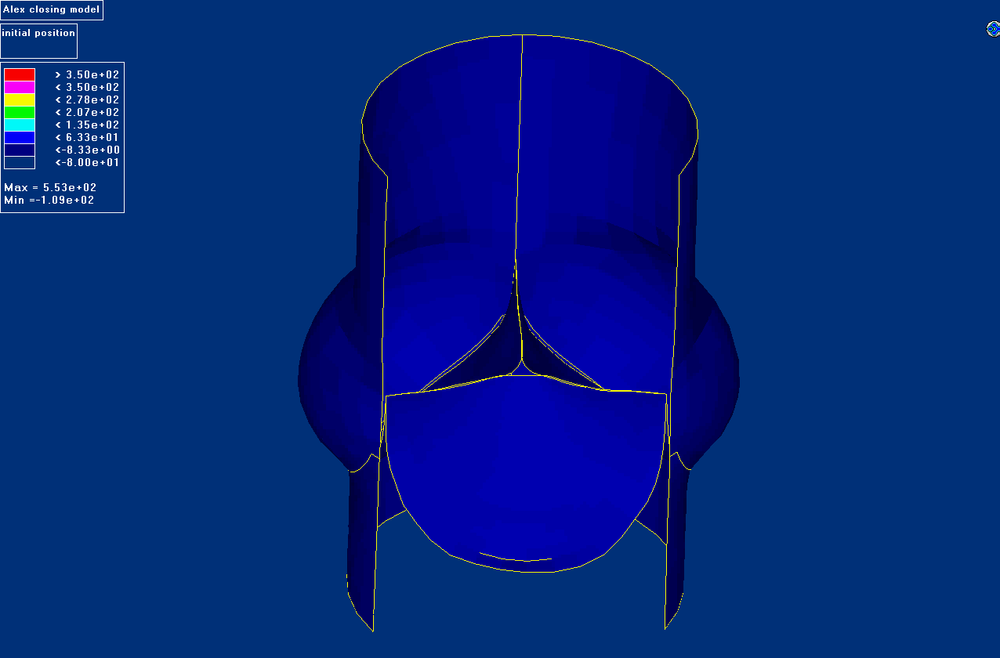 Alex closing model
initial position
> 3.50e+02
< 3.50e+02
< 2.78e+02
< 2.07e+02
< 1.35e+02
< 6.33e+01
<-8.33e+00
<-8.00e+01
Max = 5.53e+02
Min =-1.09e+02